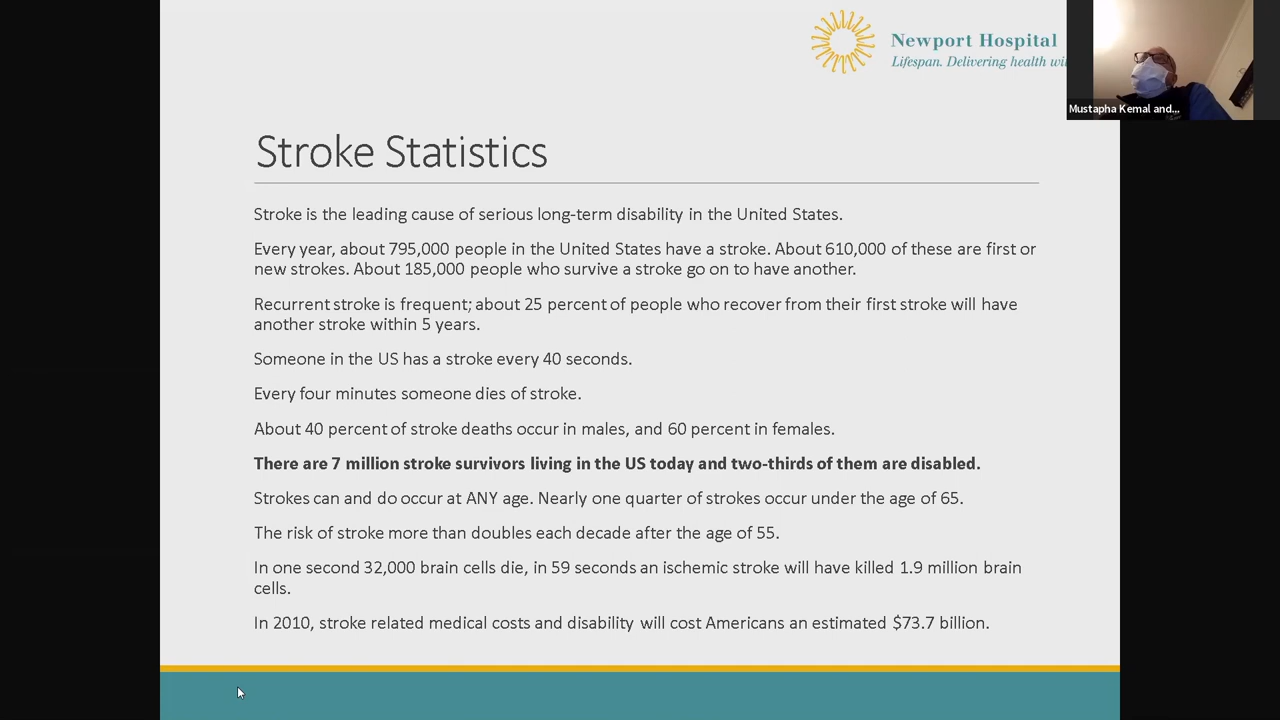 Newport Hospital
Lifespan. Delivering health
Mustapha Kemal and...
Stroke Statistics
Stroke is the leading cause of serious long-term disability in the United States.
Every year, about 795,000 people in the United States have a stroke. About 610,000 of these are first or
new strokes. About 185,000 people who survive a stroke go on to have another.
Recurrent stroke is frequent; about 25 percent of people who recover from their first stroke will have
another stroke within 5 years.
Someone in the US has a stroke every 40 seconds.
Every four minutes someone dies of stroke.
About 40 percent of stroke deaths occur in males, and 60 percent in females.
There are 7 million stroke survivors living in the US today and two-thirds of them are disabled.
Strokes can and do occur at ANY age. Nearly one quarter of strokes occur under the age of 65.
The risk of stroke more than doubles each decade after the age of 55.
In one second 32,000 brain cells die, in 59 seconds an ischemic stroke will have killed 1.9 million brain
cells.
In 2010, stroke related medical costs and disability will cost Americans an estimated $73.7 billion.